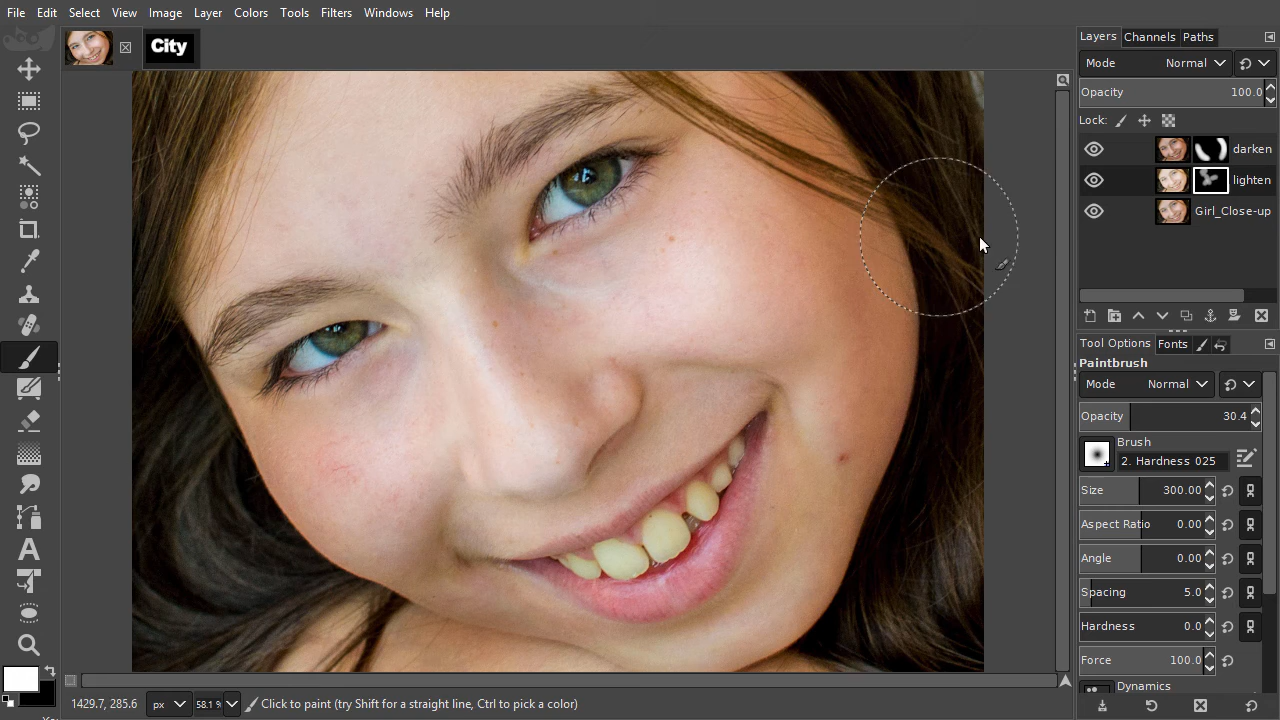 File Edit Select View Image Layer Colors Tools Filters Windows Help
City
Layers Channels Paths
Mode Normal
Opacity 100.0
Lock:
darken
lighten
Girl_Close-up
Tool Options Fonts
Paintbrush
Mode Normal
Opacity 30.4
Brush
2. Hardness 025
Size 300.00
Aspect Ratio 0.00
Angle 0.00
Spacing 5.0
Hardness 0.0
Force 100.0
Dynamics
1429.7, 285.6 px 58.1 % Click to paint (try Shift for a straight line, Ctrl to pick a color)